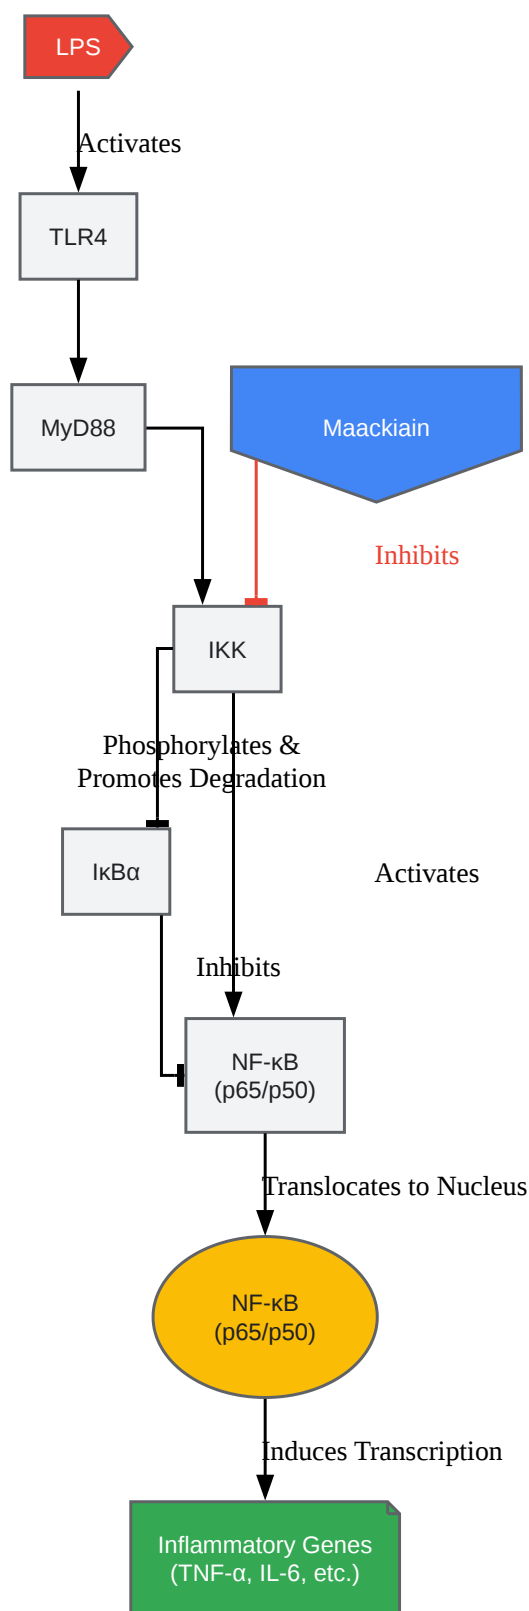 LPS
Activates
TLR4
MyD88
Maackiain
Inhibits
IKK
Phosphorylates &
Promotes Degradation
IκBα
Activates
Inhibits
NF-κB
(p65/p50)
Translocates to Nucleus
NF-κB
(p65/p50)
Induces Transcription
Inflammatory Genes
(TNF-α, IL-6, etc.)